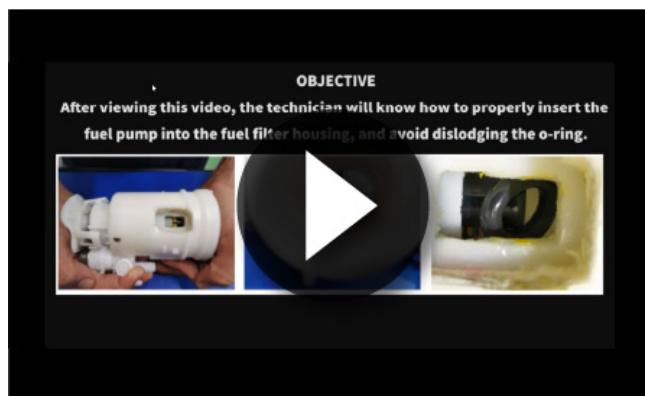 OBJECTIVE
After viewing this video, the technician will know how to properly insert the
fuel pump into the fuel filter housing, and avoid dislodging the o-ring.